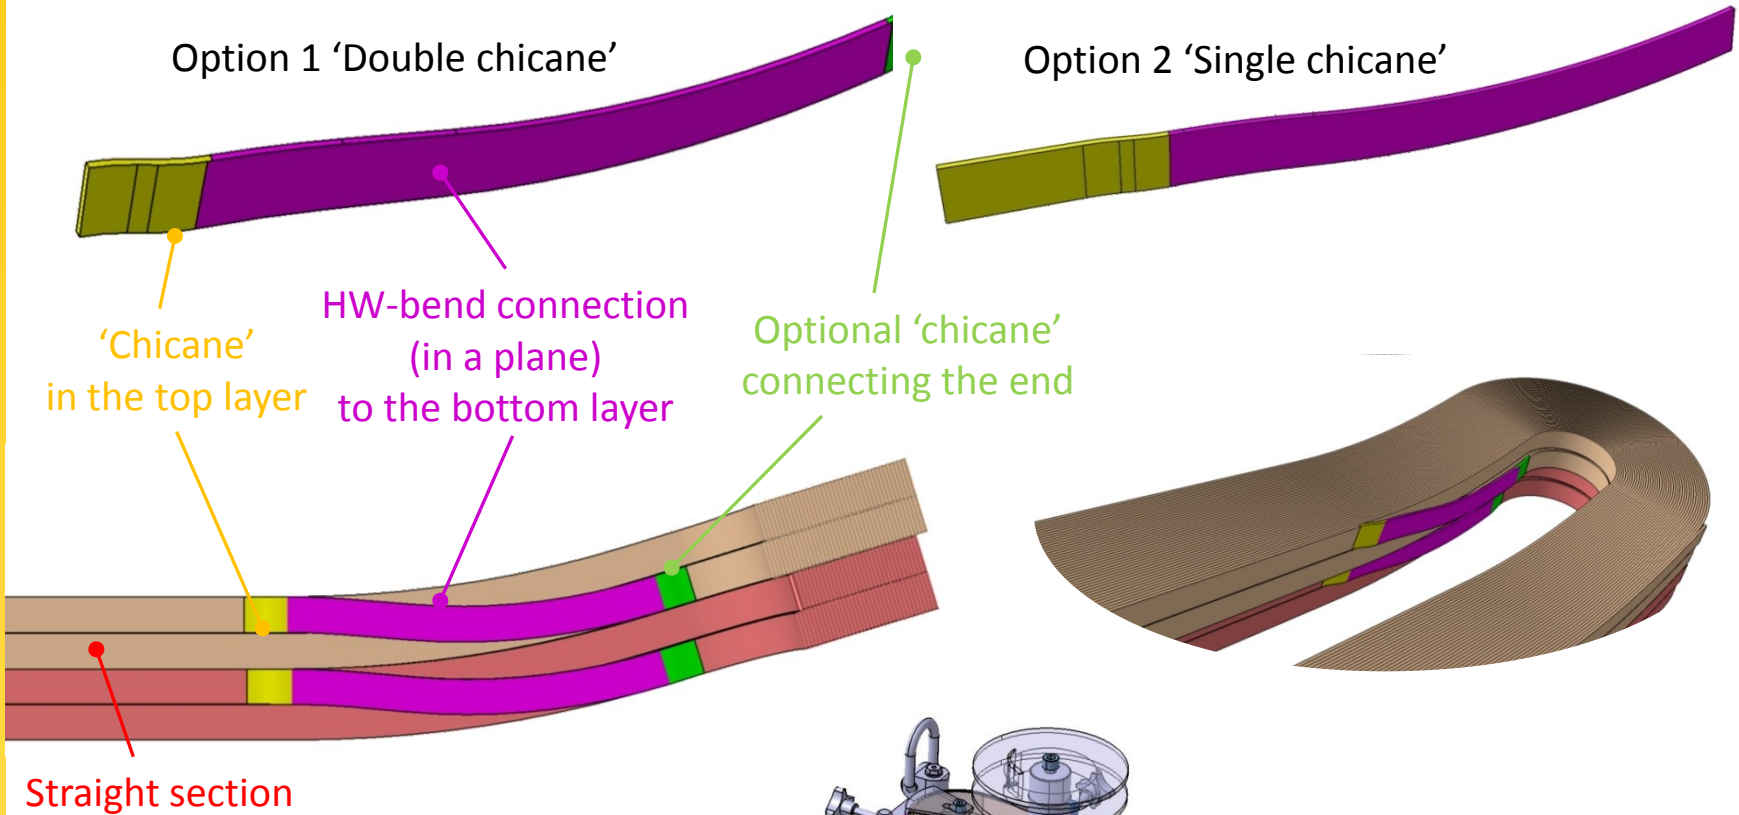 Option 1 ‘Double chicane’
Option 2 ‘Single chicane’
‘Chicane’
in the top layer
HW-bend connection
(in a plane)
to the bottom layer
Optional ‘chicane’
connecting the end
Straight section